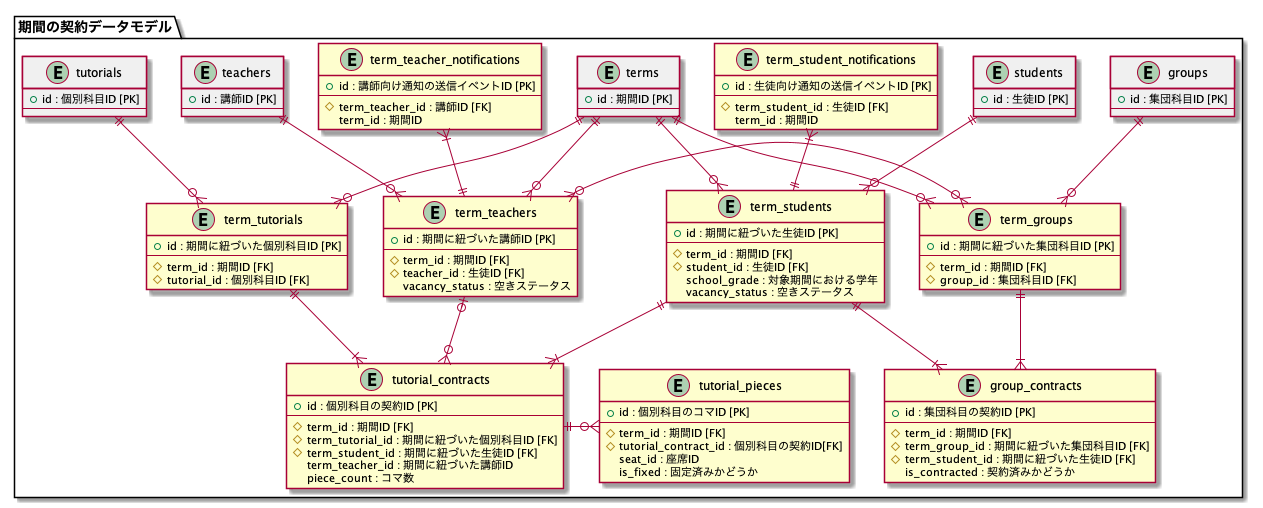 期間の契約データモデル
E tutorials
id : 個別科目ID [PK]
E teachers
id : 講師ID [PK]
E term_teacher_notifications
id : 講師向け通知の送信イベントID [PK]
term_teacher_id : 講師ID [FK]
term_id : 期間ID
E terms
id : 期間ID [PK]
E term_student_notifications
id : 生徒向け通知の送信イベントID [PK]
term_student_id : 生徒ID [FK]
term_id : 期間ID
E students
id : 生徒ID [PK]
E groups
id : 集団科目ID [PK]
E term_tutorials
id : 期間に紐づいた個別科目ID [PK]
term_id : 期間ID [FK]
tutorial_id : 個別科目ID [FK]
E term_teachers
id : 期間に紐づいた講師ID [PK]
term_id : 期間ID [FK]
teacher_id : 生徒ID [FK]
vacancy_status : 空きステータス
E term_students
id : 期間に紐づいた生徒ID [PK]
term_id : 期間ID [FK]
student_id : 生徒ID [FK]
school_grade : 対象期間における学年
vacancy_status : 空きステータス
E term_groups
id : 期間に紐づいた集団科目ID [PK]
term_id : 期間ID [FK]
group_id : 集団科目ID [FK]
E tutorial_contracts
id : 個別科目の契約ID [PK]
term_id : 期間ID [FK]
term_tutorial_id : 期間に紐づいた個別科目ID [FK]
term_student_id : 期間に紐づいた生徒ID [FK]
term_teacher_id : 期間に紐づいた講師ID
piece_count : コマ数
E tutorial_pieces
id : 個別科目のコマID [PK]
term_id : 期間ID [FK]
tutorial_contract_id : 個別科目の契約ID[FK]
seat_id : 座席ID
is_fixed : 固定済みかどうか
E group_contracts
id : 集団科目の契約ID [PK]
term_id : 期間ID [FK]
term_group_id : 期間に紐づいた集団科目ID [FK]
term_student_id : 期間に紐づいた生徒ID [FK]
is_contracted : 契約済みかどうか